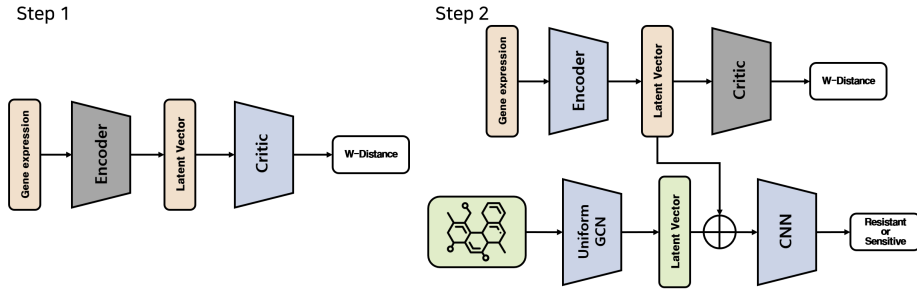 Step 1
Gene expression
Encoder
Latent Vector
Critic
W-Distance
Step 2
Gene expression
Encoder
Latent Vector
Critic
W-Distance
Uniform
GCN
Latent Vector
CNN
Resistant
or
Sensitive